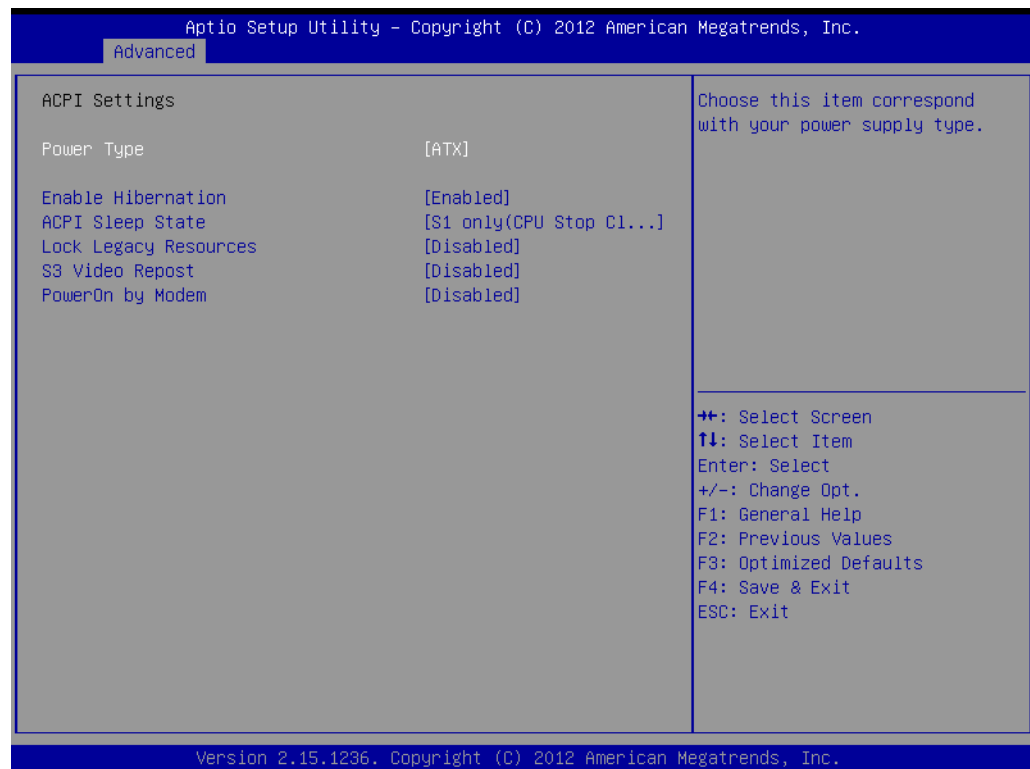 Aptio Setup Utility – Copyright (C) 2012 American Megatrends, Inc.
Advanced
ACPI Settings
Power Type [ATX]
Enable Hibernation [Enabled]
ACPI Sleep State [S1 only(CPU Stop Cl...]
Lock Legacy Resources [Disabled]
S3 Video Repost [Disabled]
PowerOn by Modem [Disabled]
Choose this item correspond
with your power supply type.
→←: Select Screen
↑↓: Select Item
Enter: Select
+/-: Change Opt.
F1: General Help
F2: Previous Values
F3: Optimized Defaults
F4: Save & Exit
ESC: Exit
Version 2.15.1236. Copyright (C) 2012 American Megatrends, Inc.